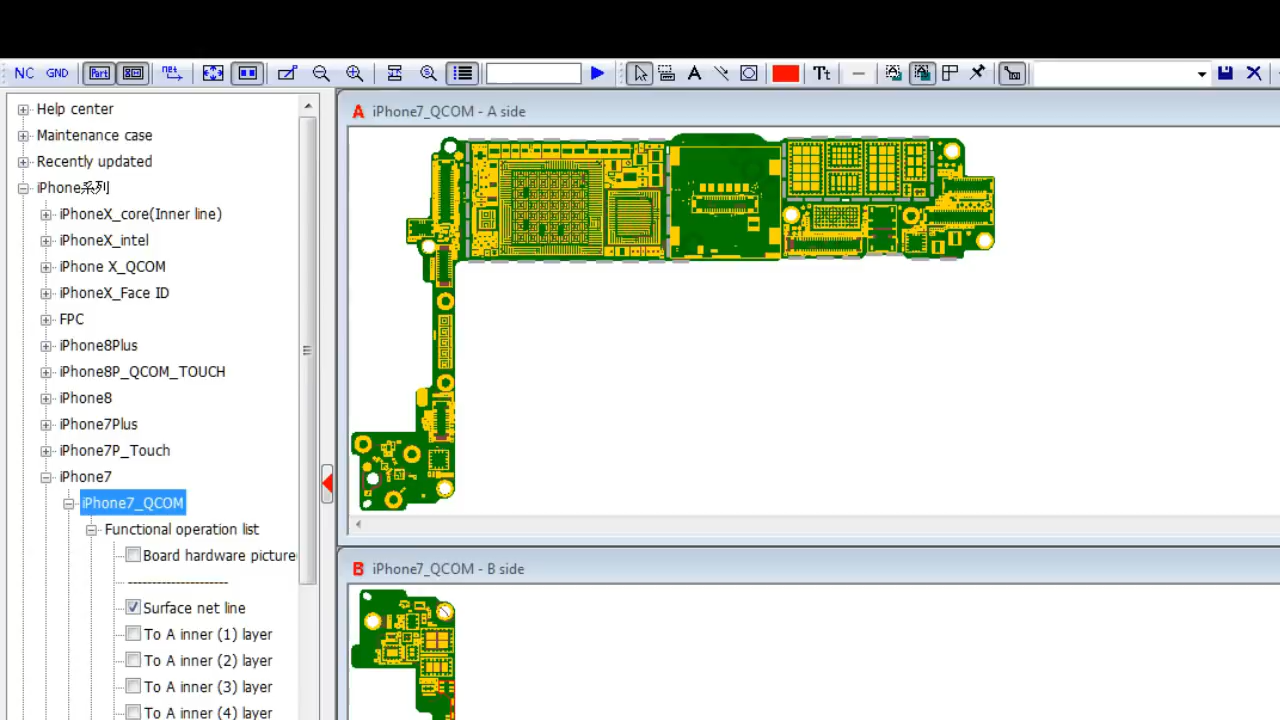 NC GND Part net A Tt
Help center
Maintenance case
Recently updated
iPhone系列
iPhoneX_core(Inner line)
iPhoneX_intel
iPhone X_QCOM
iPhoneX_Face ID
FPC
iPhone8Plus
iPhone8P_QCOM_TOUCH
iPhone8
iPhone7Plus
iPhone7P_Touch
iPhone7
iPhone7_QCOM
Functional operation list
Board hardware picture
---------------------
Surface net line
To A inner (1) layer
To A inner (2) layer
To A inner (3) layer
To A inner (4) layer
A iPhone7_QCOM - A side
B iPhone7_QCOM - B side